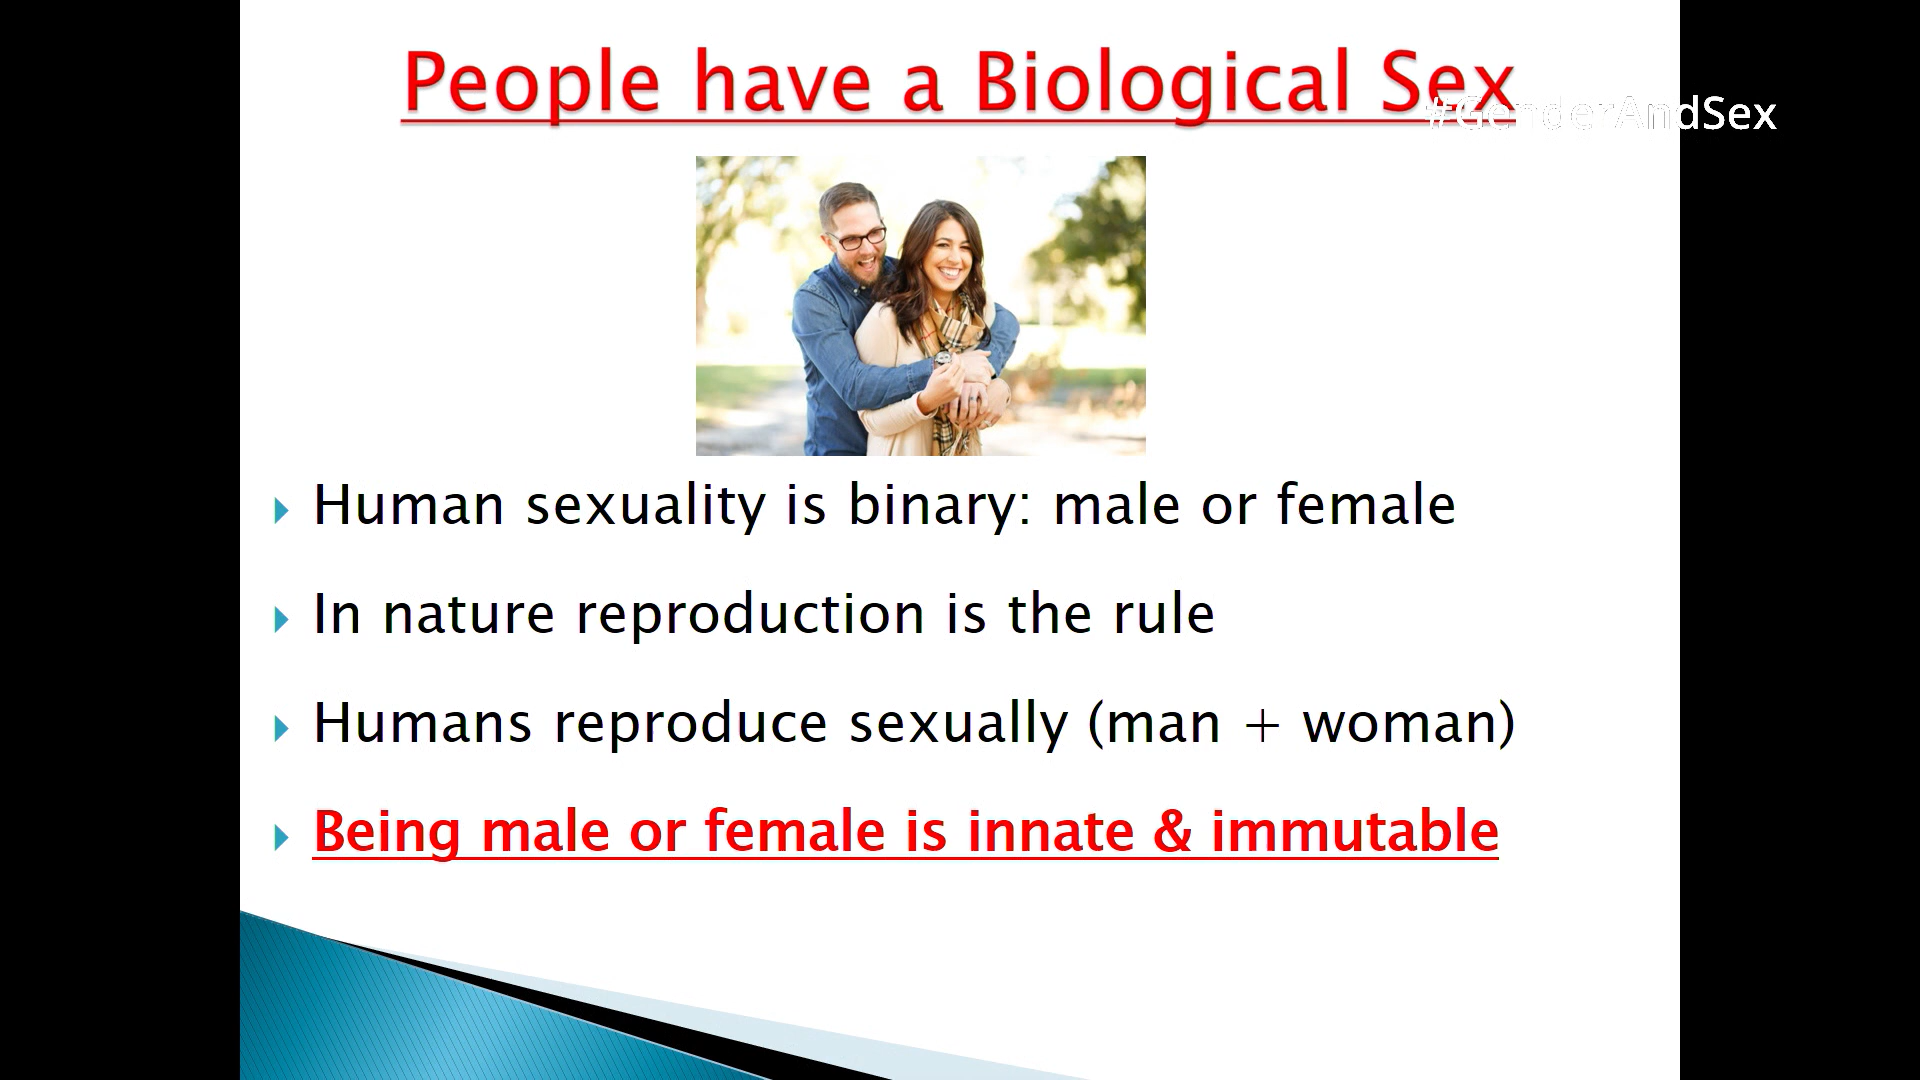 People have a Biological Sex
#GenderAndSex
Human sexuality is binary: male or female
In nature reproduction is the rule
Humans reproduce sexually (man + woman)
Being male or female is innate & immutable